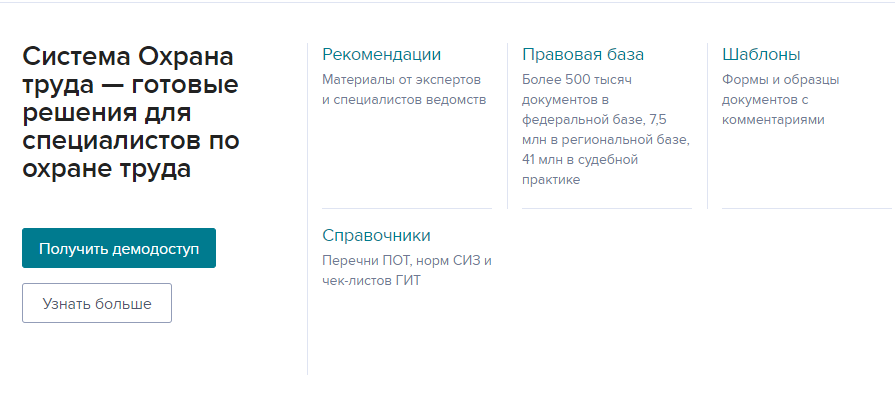 Система Охрана
труда — готовые
решения для
специалистов по
охране труда
Получить демодоступ
Узнать больше
Рекомендации
Материалы от экспертов
и специалистов ведомств
Правовая база
Более 500 тысяч
документов в
федеральной базе, 7,5
млн в региональной базе,
41 млн в судебной
практике
Шаблоны
Формы и образцы
документов с
комментариями
Справочники
Перечни ПОТ, норм СИЗ и
чек-листов ГИТ